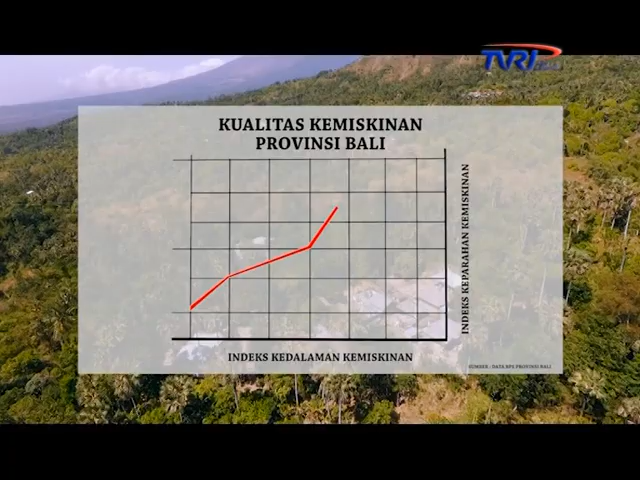 TVRI
KUALITAS KEMISKINAN
PROVINSI BALI
INDEKS KEPARAHAN KEMISKINAN
INDEKS KEDALAMAN KEMISKINAN
SUMBER : DATA BPS PROVINSI BALI